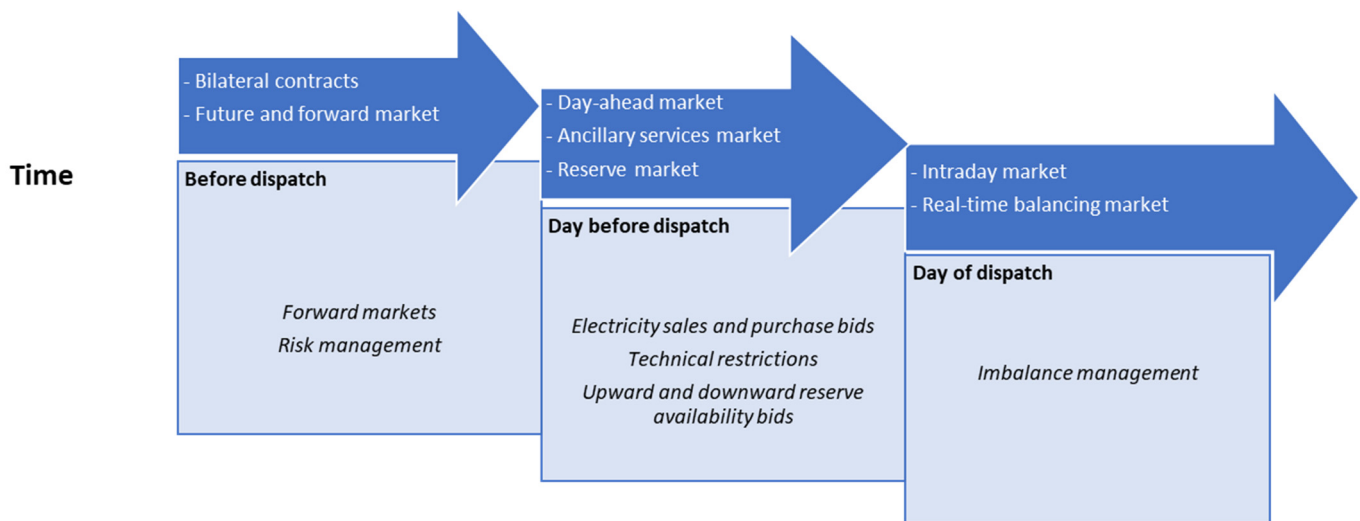 Time
- Bilateral contracts
- Future and forward market
Before dispatch
Forward markets
Risk management
- Day-ahead market
- Ancillary services market
- Reserve market
Day before dispatch
Electricity sales and purchase bids
Technical restrictions
Upward and downward reserve
availability bids
- Intraday market
- Real-time balancing market
Day of dispatch
Imbalance management